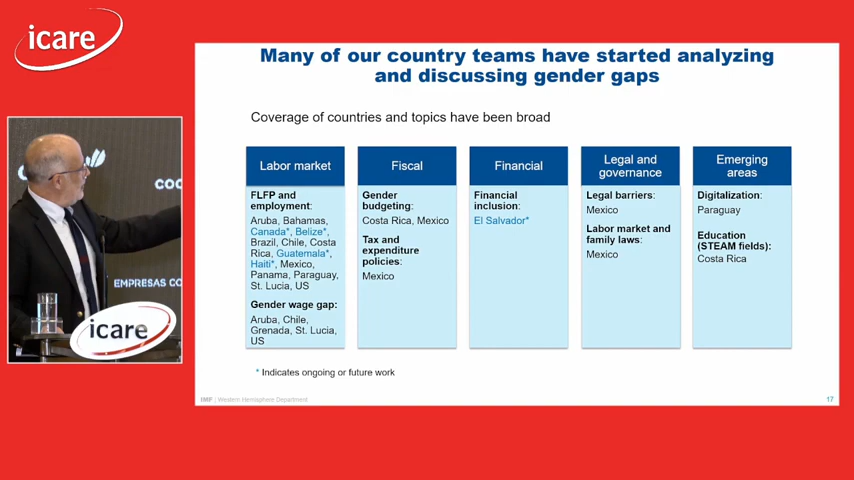 icare
Many of our country teams have started analyzing
and discussing gender gaps
Coverage of countries and topics have been broad
Labor market
FLFP and
employment:
Aruba, Bahamas,
Canada*, Belize*,
Brazil, Chile, Costa
Rica, Guatemala*,
Haiti*, Mexico,
Panama, Paraguay,
St. Lucia, US
Gender wage gap:
Aruba, Chile,
Grenada, St. Lucia,
US
Fiscal
Gender
budgeting:
Costa Rica, Mexico
Tax and
expenditure
policies:
Mexico
Financial
Financial
inclusion:
El Salvador*
Legal and
governance
Legal barriers:
Mexico
Labor market and
family laws:
Mexico
Emerging
areas
Digitalization:
Paraguay
Education
(STEAM fields):
Costa Rica
* Indicates ongoing or future work
IMF | Western Hemisphere Department
17
EMPRESAS CO
icare